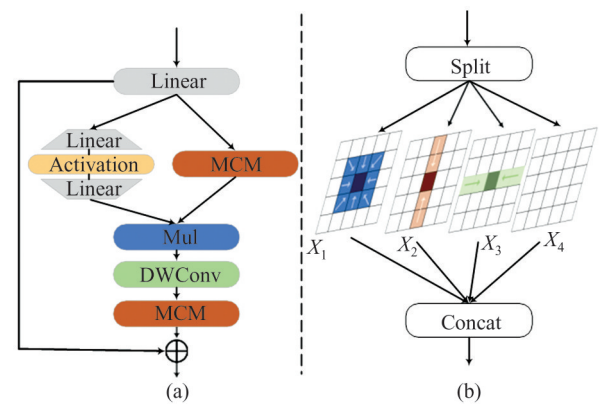 Linear
Linear
Activation
Linear
MCM
Mul
DWConv
MCM
(a)
Split
X1
X2
X3
X4
Concat
(b)